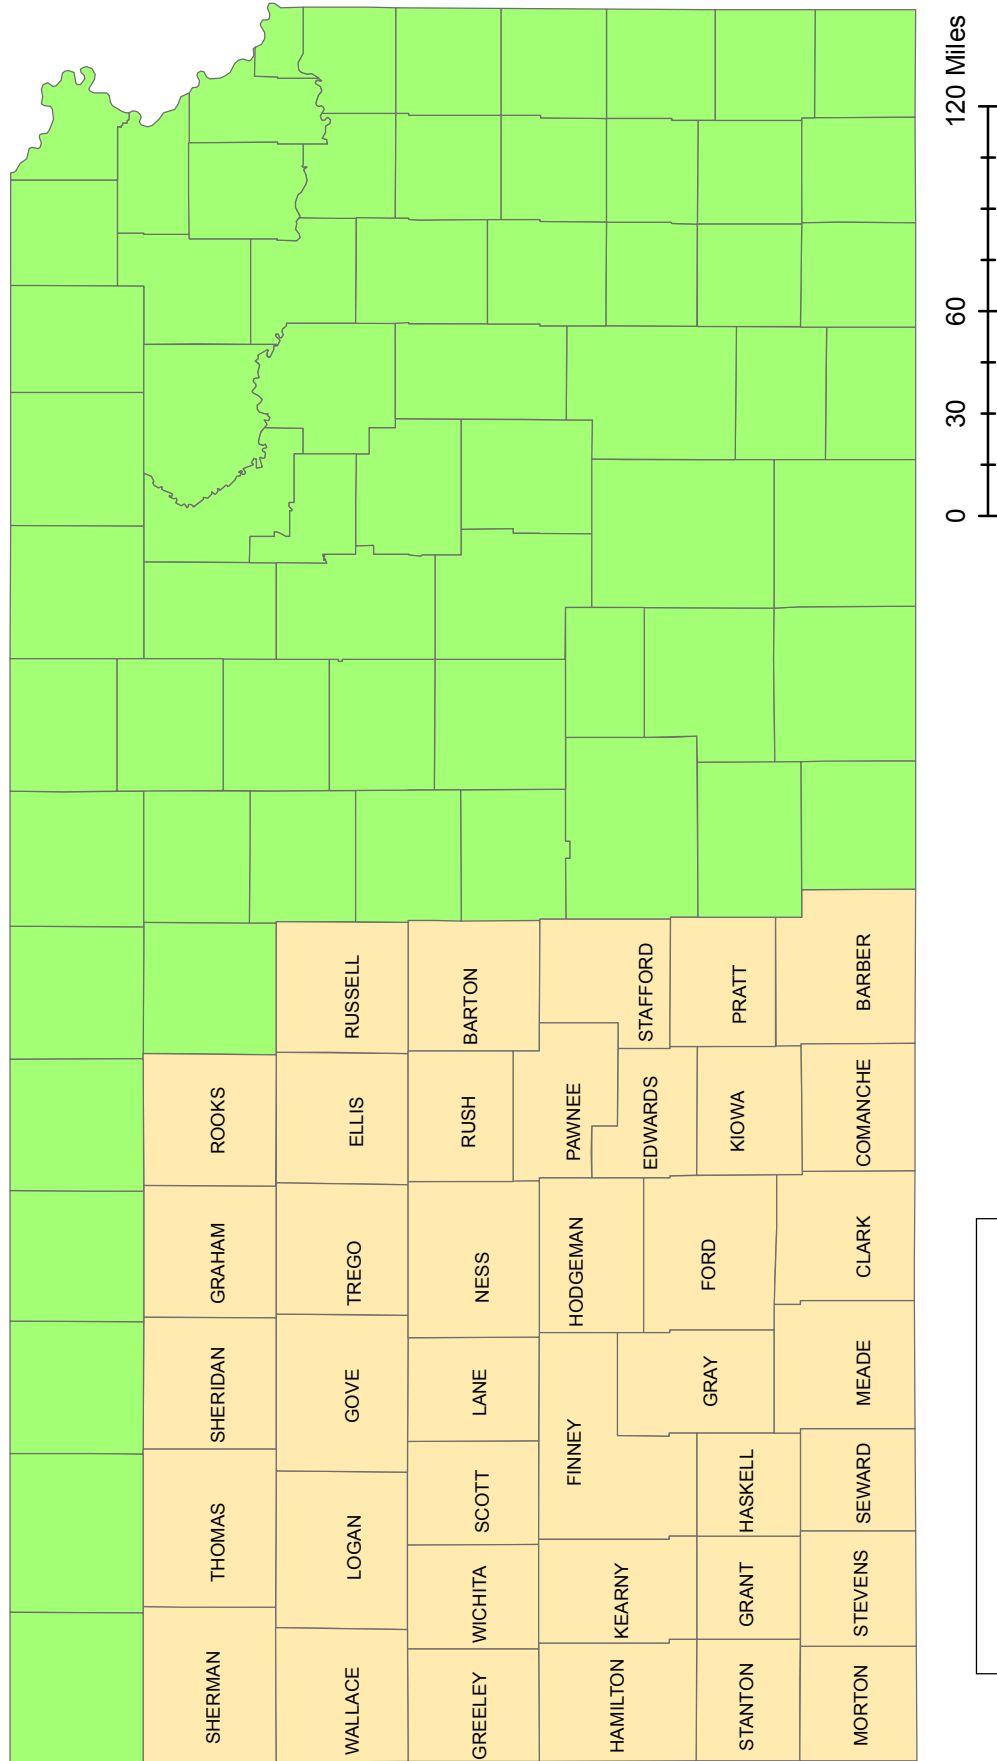 SHERMAN
THOMAS
SHERIDAN
GRAHAM
ROOKS
WALLACE
LOGAN
GOVE
TREGO
ELLIS
RUSSELL
GREELEY
WICHITA
SCOTT
LANE
NESS
RUSH
BARTON
HAMILTON
KEARNY
FINNEY
HODGEMAN
PAWNEE
STAFFORD
STANTON
GRANT
HASKELL
GRAY
FORD
EDWARDS
KIOWA
PRATT
MORTON
STEVENS
SEWARD
MEADE
CLARK
COMANCHE
BARBER
0 30 60 120 Miles